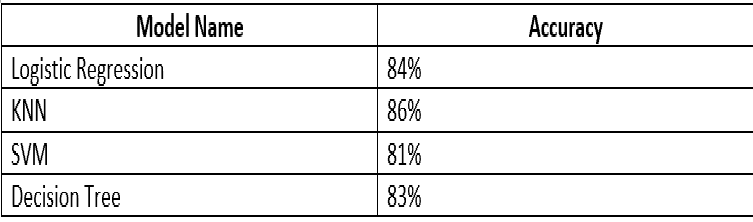 Model Name Accuracy
Logistic Regression 84%
KNN 86%
SVM 81%
Decision Tree 83%